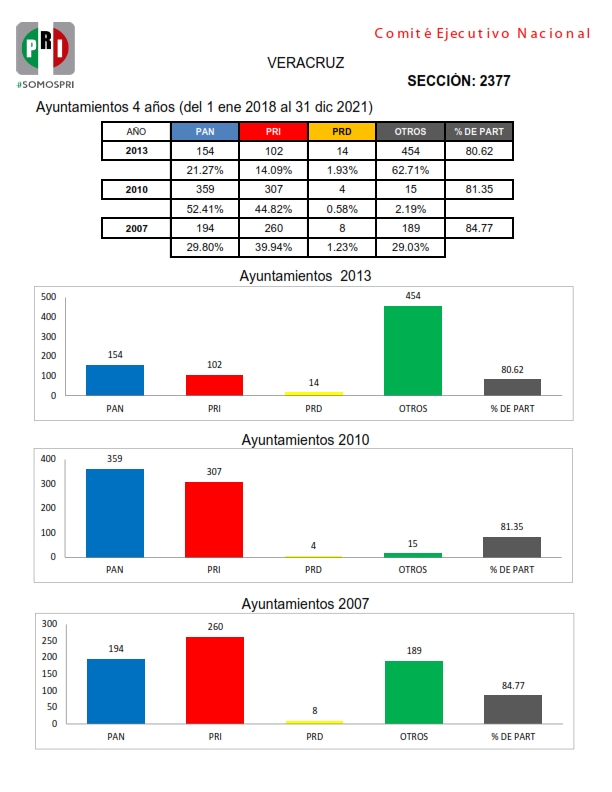 Comité Ejecutivo Nacional
PRI
#SOMOSPRI
VERACRUZ
SECCIÓN: 2377
Ayuntamientos 4 años (del 1 ene 2018 al 31 dic 2021)
AÑO PAN PRI PRD OTROS % DE PART
2013 154 102 14 454 80.62
21.27% 14.09% 1.93% 62.71%
2010 359 307 4 15 81.35
52.41% 44.82% 0.58% 2.19%
2007 194 260 8 189 84.77
29.80% 39.94% 1.23% 29.03%
Ayuntamientos 2013
500
400
300
200
100
0
154 102 14 454 80.62
PAN PRI PRD OTROS % DE PART
Ayuntamientos 2010
400
300
200
100
0
359 307 4 15 81.35
PAN PRI PRD OTROS % DE PART
Ayuntamientos 2007
300
250
200
150
100
50
0
194 260 8 189 84.77
PAN PRI PRD OTROS % DE PART